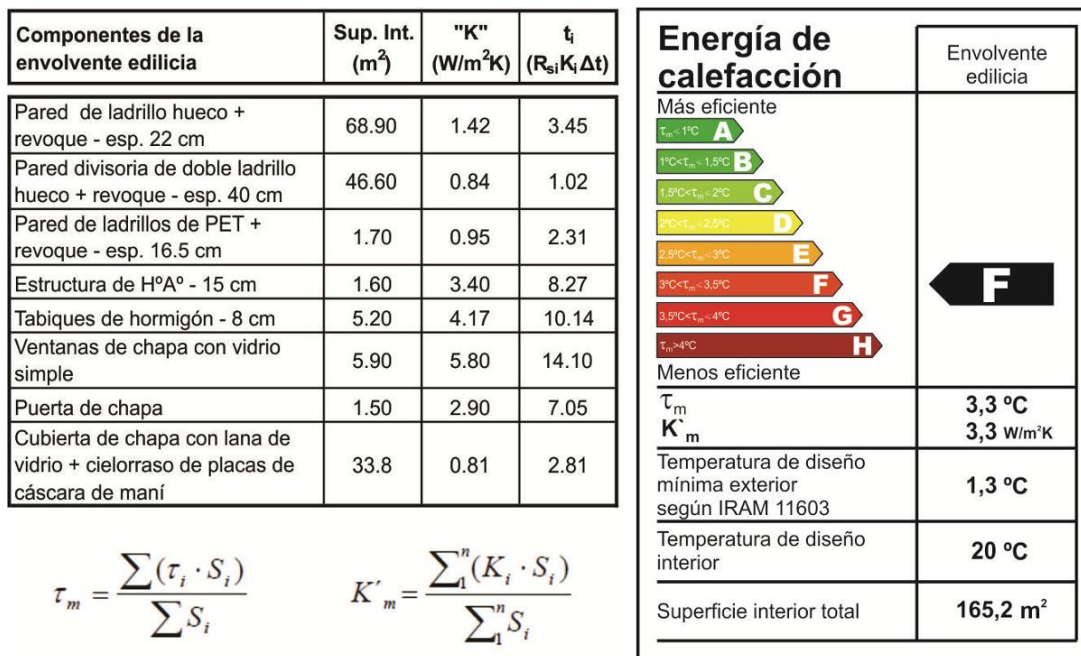 Componentes de la
envolvente edilicia
Sup. Int.
(m²)
"K"
(W/m²K)
tᵢ
(RₛᵢKᵢΔt)
Pared de ladrillo hueco +
revoque - esp. 22 cm
68.90
1.42
3.45
Pared divisoria de doble ladrillo
hueco + revoque - esp. 40 cm
46.60
0.84
1.02
Pared de ladrillos de PET +
revoque - esp. 16.5 cm
1.70
0.95
2.31
Estructura de HºAº - 15 cm
1.60
3.40
8.27
Tabiques de hormigón - 8 cm
5.20
4.17
10.14
Ventanas de chapa con vidrio
simple
5.90
5.80
14.10
Puerta de chapa
1.50
2.90
7.05
Cubierta de chapa con lana de
vidrio + cielorraso de placas de
cáscara de maní
33.8
0.81
2.81
τₘ = ∑(τᵢ · Sᵢ) / ∑Sᵢ
K´ₘ = ∑₁ⁿ(Kᵢ · Sᵢ) / ∑₁ⁿSᵢ
Energía de
calefacción
Envolvente
edilicia
Más eficiente
τₘ< 1ºC A
1ºC<τₘ< 1,5ºC B
1,5ºC<τₘ< 2ºC C
2ºC<τₘ< 2,5ºC D
2,5ºC<τₘ< 3ºC E
3ºC<τₘ< 3,5ºC F
3,5ºC<τₘ< 4ºC G
τₘ>4ºC H
Menos eficiente
F
τₘ 3,3 ºC
K`ₘ 3,3 W/m²K
Temperatura de diseño
mínima exterior
según IRAM 11603
1,3 ºC
Temperatura de diseño
interior
20 ºC
Superficie interior total
165,2 m²